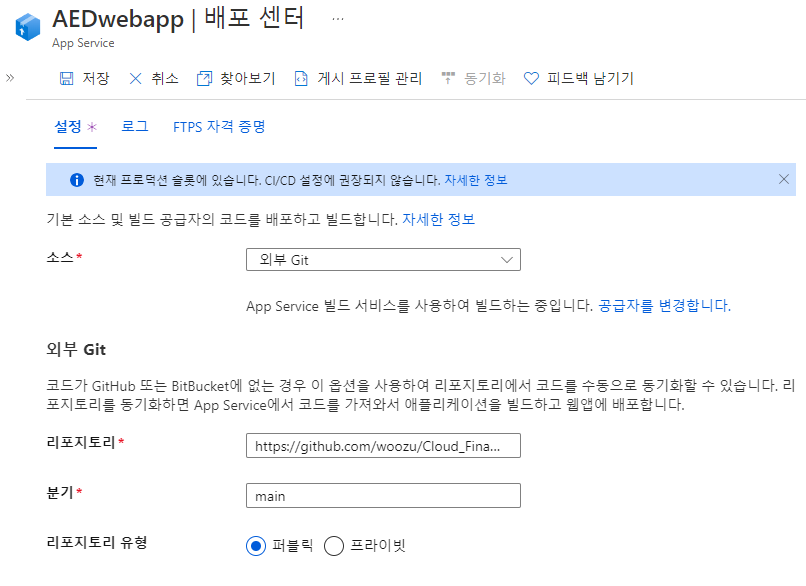 AEDwebapp | 배포 센터 ...
App Service
» 저장 취소 찾아보기 게시 프로필 관리 동기화 피드백 남기기
설정 * 로그 FTPS 자격 증명
현재 프로덕션 슬롯에 있습니다. CI/CD 설정에 권장되지 않습니다. 자세한 정보
기본 소스 및 빌드 공급자의 코드를 배포하고 빌드합니다. 자세한 정보
소스* 외부 Git
App Service 빌드 서비스를 사용하여 빌드하는 중입니다. 공급자를 변경합니다.
외부 Git
코드가 GitHub 또는 BitBucket에 없는 경우 이 옵션을 사용하여 리포지토리에서 코드를 수동으로 동기화할 수 있습니다. 리
포지토리를 동기화하면 App Service에서 코드를 가져와서 애플리케이션을 빌드하고 웹앱에 배포합니다.
리포지토리* https://github.com/woozu/Cloud_Fina...
분기* main
리포지토리 유형 퍼블릭 프라이빗